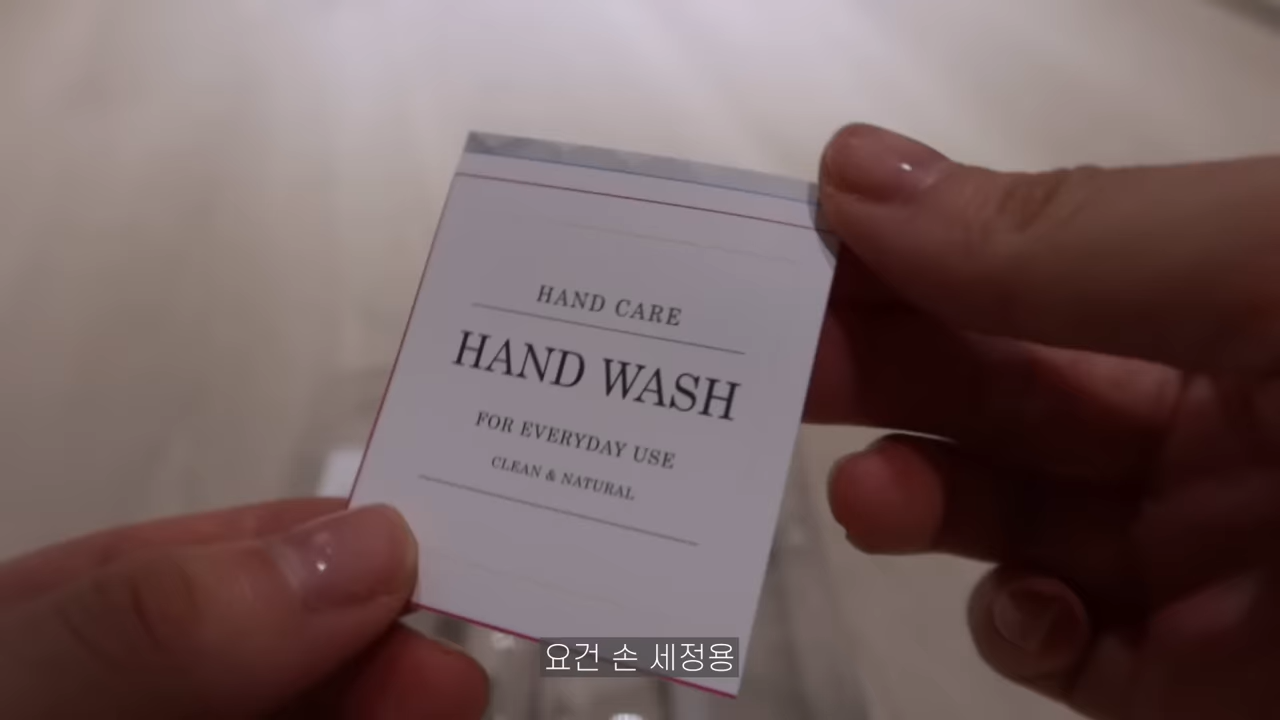 HAND CARE
HAND WASH
FOR EVERYDAY USE
CLEAN & NATURAL
요건 손 세정용